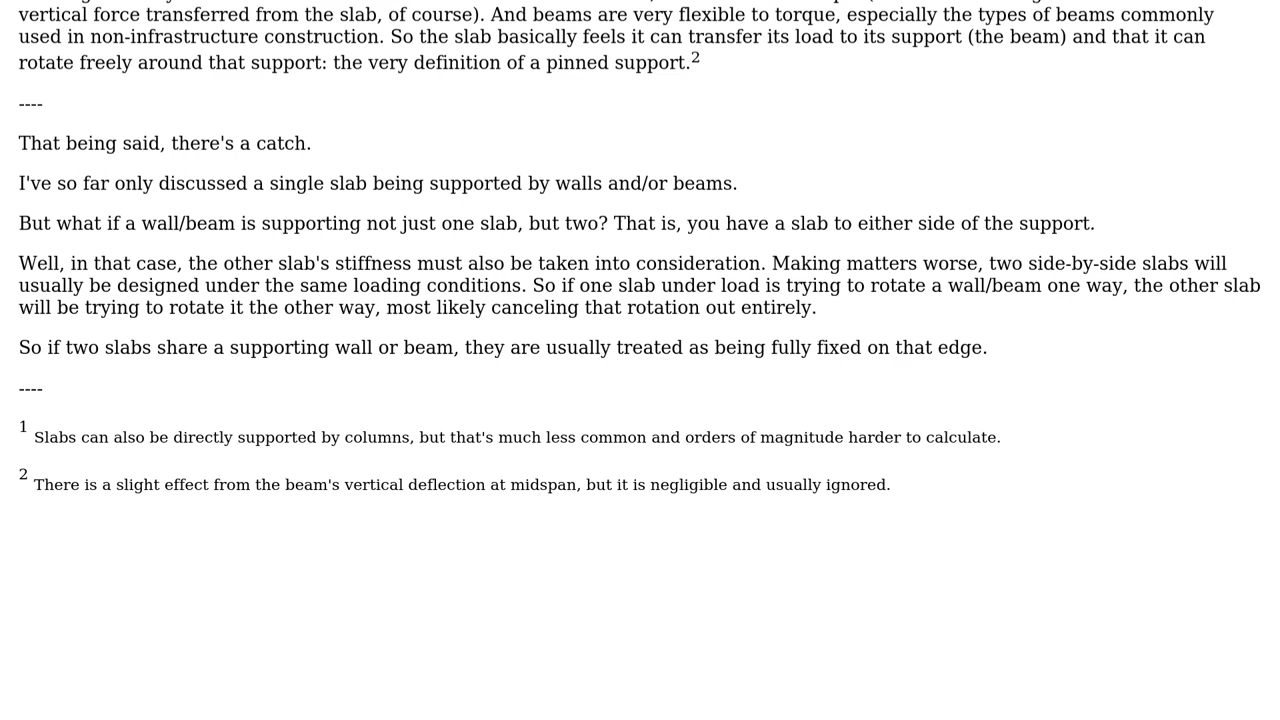 vertical force transferred from the slab, of course). And beams are very flexible to torque, especially the types of beams commonly
used in non-infrastructure construction. So the slab basically feels it can transfer its load to its support (the beam) and that it can
rotate freely around that support: the very definition of a pinned support.2
----
That being said, there's a catch.
I've so far only discussed a single slab being supported by walls and/or beams.
But what if a wall/beam is supporting not just one slab, but two? That is, you have a slab to either side of the support.
Well, in that case, the other slab's stiffness must also be taken into consideration. Making matters worse, two side-by-side slabs will
usually be designed under the same loading conditions. So if one slab under load is trying to rotate a wall/beam one way, the other slab
will be trying to rotate it the other way, most likely canceling that rotation out entirely.
So if two slabs share a supporting wall or beam, they are usually treated as being fully fixed on that edge.
----
1 Slabs can also be directly supported by columns, but that's much less common and orders of magnitude harder to calculate.
2 There is a slight effect from the beam's vertical deflection at midspan, but it is negligible and usually ignored.